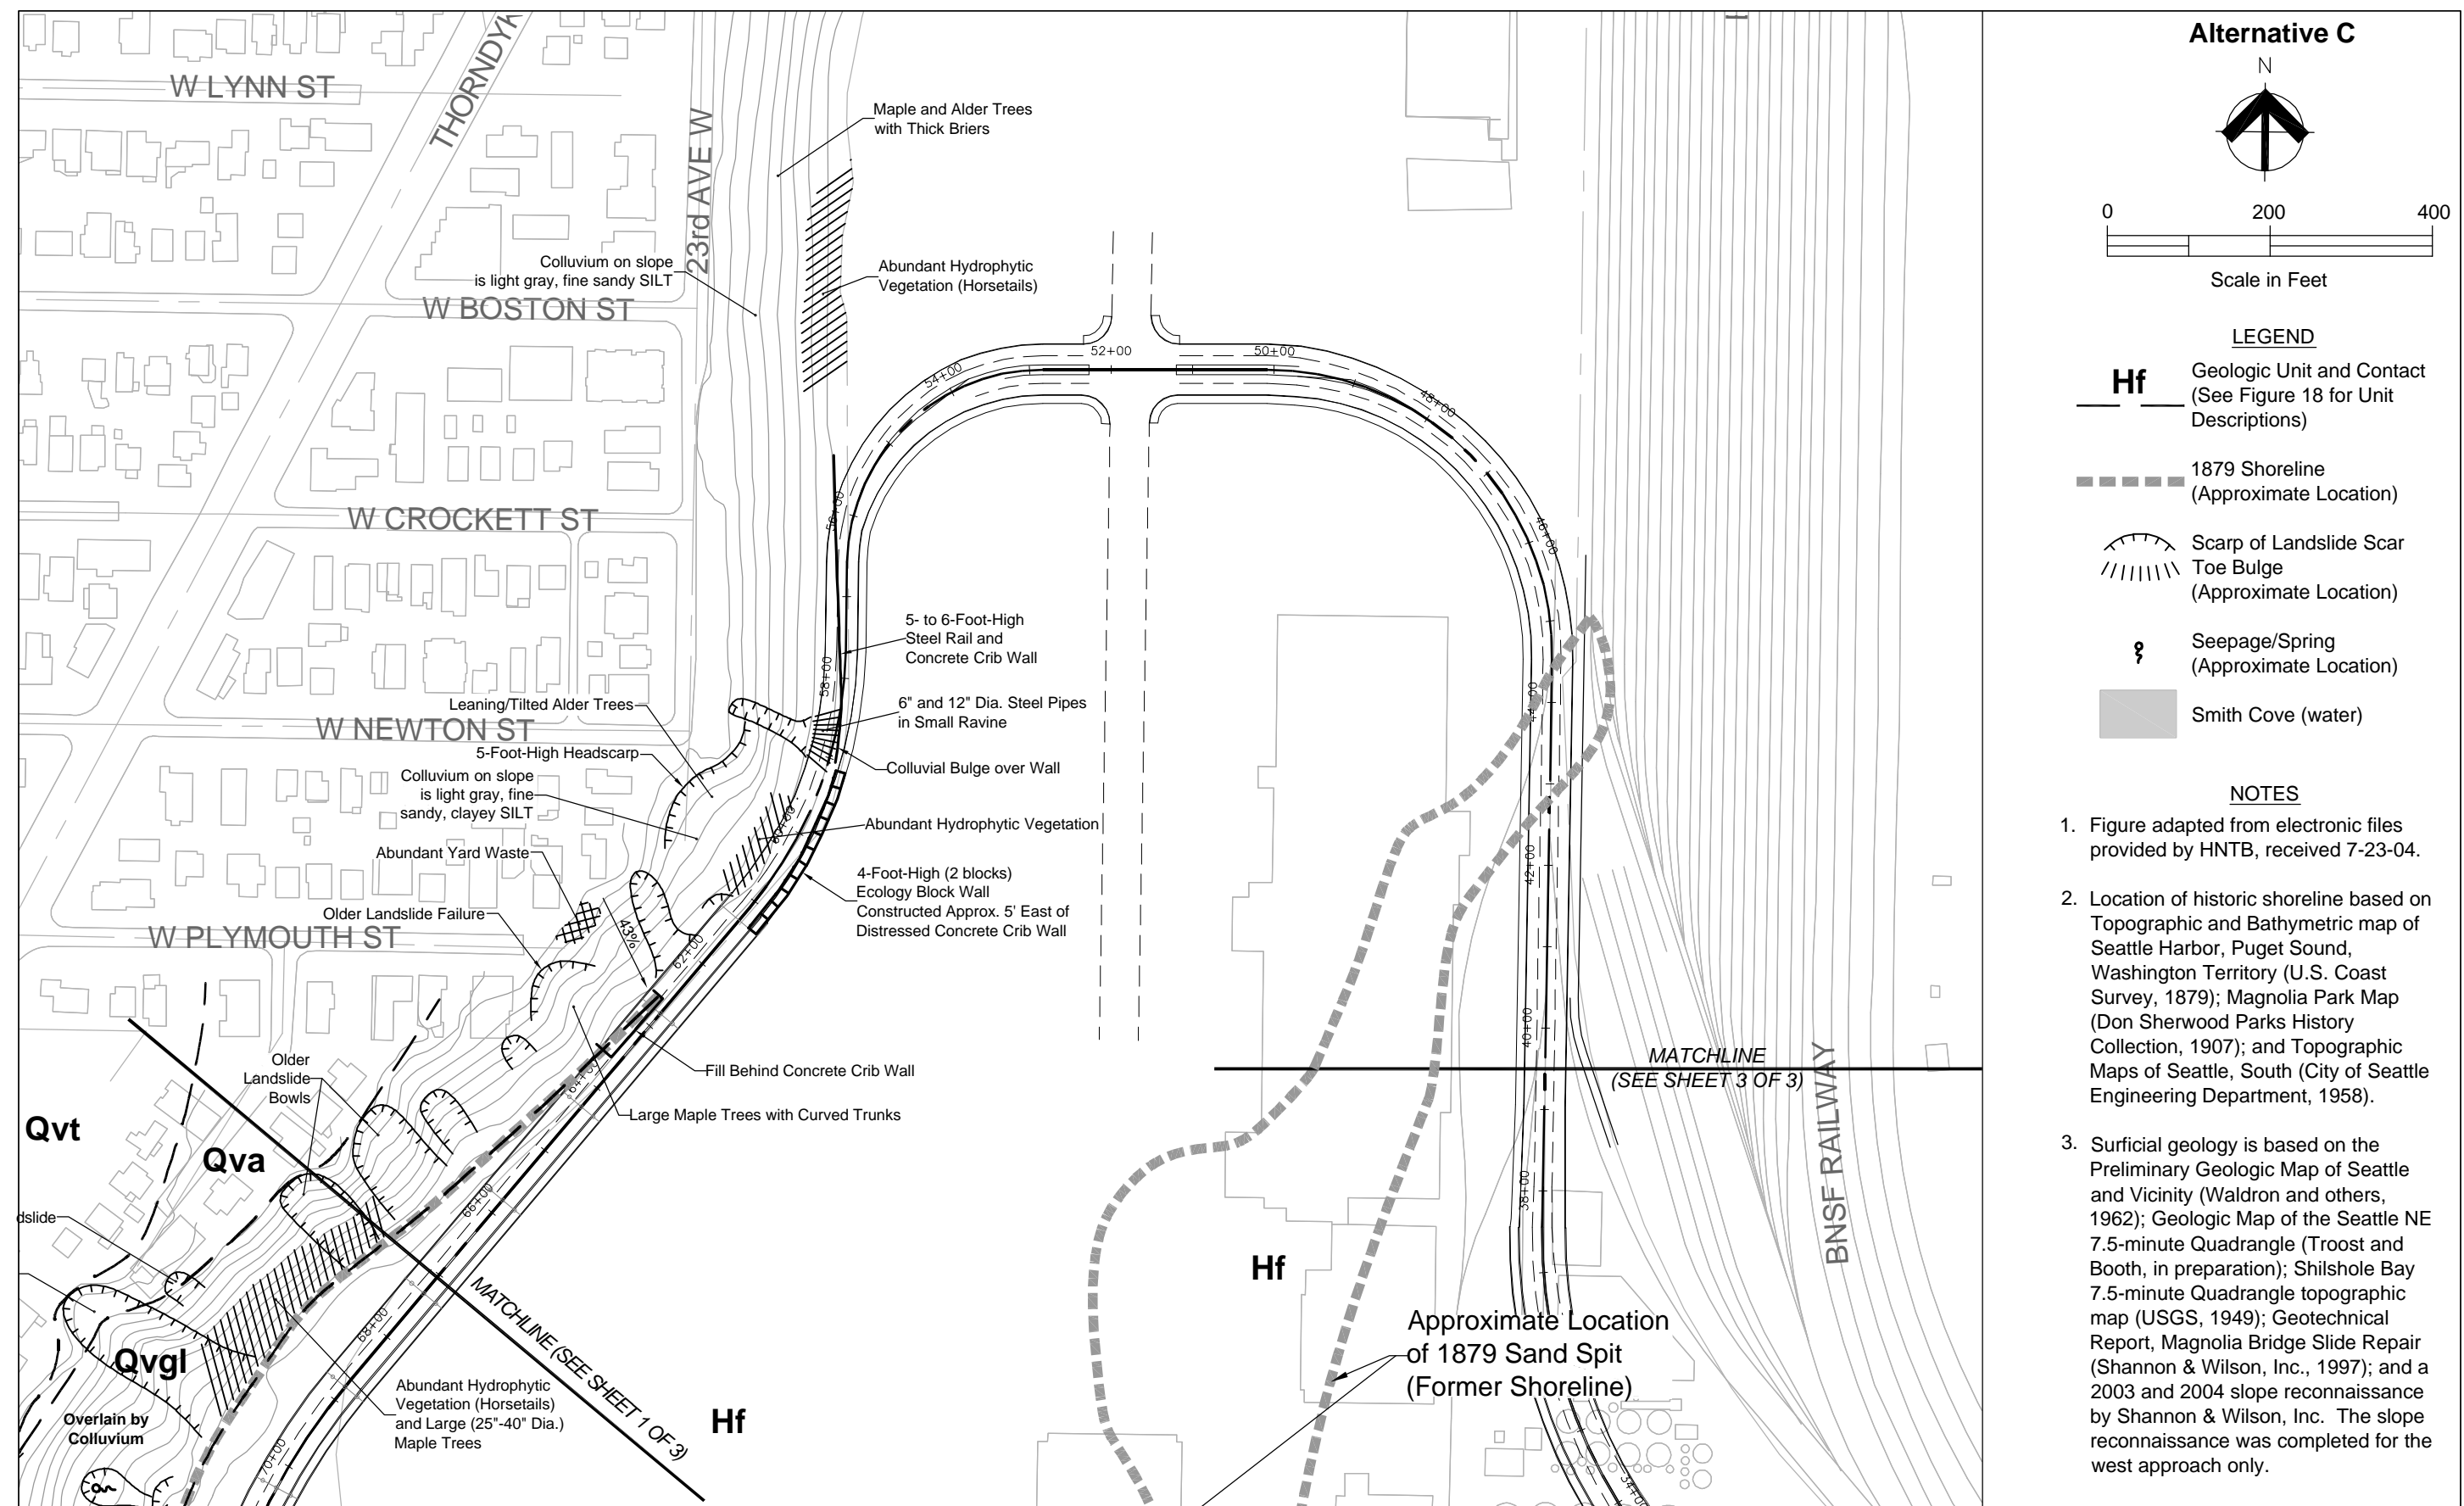 W LYNN ST
23rd AVE W
Maple and Alder Trees
with Thick Briers
Colluvium on slope
is light gray, fine sandy SILT
Abundant Hydrophytic
Vegetation (Horsetails)
W BOSTON ST
52+00
50+00
54+00
48+00
56+00
46+00
W CROCKETT ST
5- to 6-Foot-High
Steel Rail and
Concrete Crib Wall
58+00
Leaning/Tilted Alder Trees
6" and 12" Dia. Steel Pipes
in Small Ravine
44+00
W NEWTON ST
5-Foot-High Headscarp
Colluvial Bulge over Wall
Colluvium on slope
is light gray, fine
sandy, clayey SILT
Abundant Hydrophytic Vegetation
60+00
Abundant Yard Waste
4-Foot-High (2 blocks)
Ecology Block Wall
Constructed Approx. 5' East of
Distressed Concrete Crib Wall
42+00
Older Landslide Failure
43%
W PLYMOUTH ST
62+00
40+00
MATCHLINE
(SEE SHEET 3 OF 3)
Older
Landslide
Bowls
Fill Behind Concrete Crib Wall
64+00
Large Maple Trees with Curved Trunks
BNSF RAILWAY
Qvt
Qva
66+00
38+00
dslide
Hf
MATCHLINE (SEE SHEET 1 OF 3)
68+00
Approximate Location
of 1879 Sand Spit
(Former Shoreline)
Qvgl
Abundant Hydrophytic
Vegetation (Horsetails)
and Large (25"-40" Dia.)
Maple Trees
Hf
Overlain by
Colluvium
70+00
34+00
Alternative C
N
0 200 400
Scale in Feet
LEGEND
Hf
Geologic Unit and Contact
(See Figure 18 for Unit
Descriptions)
1879 Shoreline
(Approximate Location)
Scarp of Landslide Scar
Toe Bulge
(Approximate Location)
Seepage/Spring
(Approximate Location)
Smith Cove (water)
NOTES
1. Figure adapted from electronic files
provided by HNTB, received 7-23-04.
2. Location of historic shoreline based on
Topographic and Bathymetric map of
Seattle Harbor, Puget Sound,
Washington Territory (U.S. Coast
Survey, 1879); Magnolia Park Map
(Don Sherwood Parks History
Collection, 1907); and Topographic
Maps of Seattle, South (City of Seattle
Engineering Department, 1958).
3. Surficial geology is based on the
Preliminary Geologic Map of Seattle
and Vicinity (Waldron and others,
1962); Geologic Map of the Seattle NE
7.5-minute Quadrangle (Troost and
Booth, in preparation); Shilshole Bay
7.5-minute Quadrangle topographic
map (USGS, 1949); Geotechnical
Report, Magnolia Bridge Slide Repair
(Shannon & Wilson, Inc., 1997); and a
2003 and 2004 slope reconnaissance
by Shannon & Wilson, Inc. The slope
reconnaissance was completed for the
west approach only.